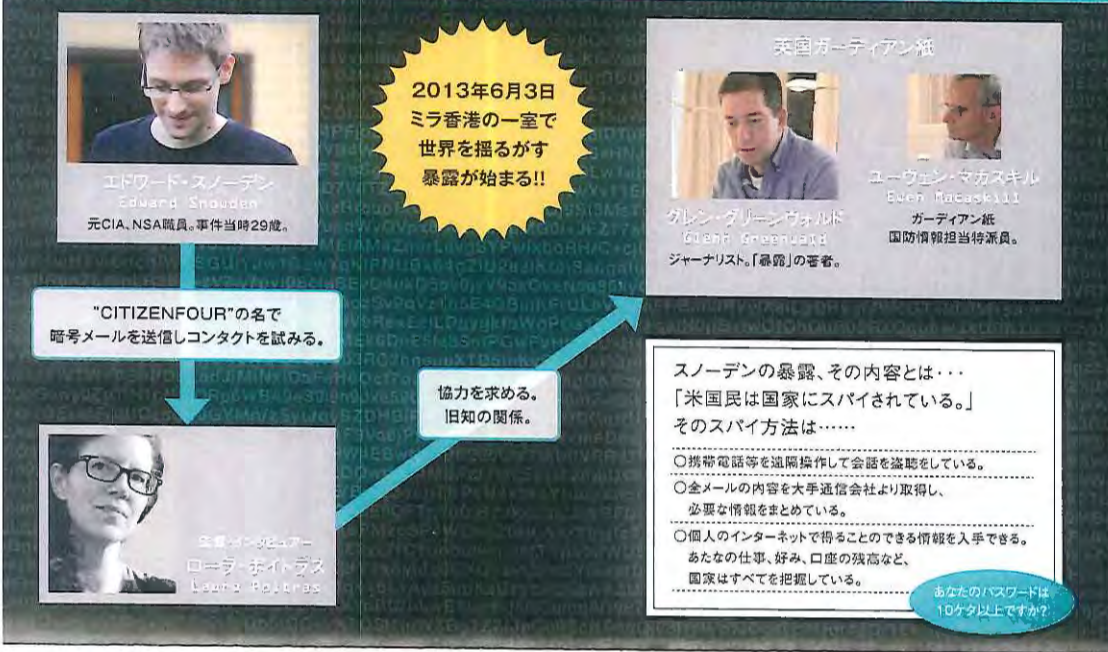 エドワード・スノーデン
Edward Snowden
元CIA、NSA職員。事件当時29歳。
2013年6月3日
ミラ香港の一室で
世界を揺るがす
暴露が始まる!!
英国ガーディアン紙
グレン・グリーンウォルド
Glenn Greenwald
ジャーナリスト。「暴露」の著者。
ユーウェン・マカスキル
Ewen Macaskill
ガーディアン紙
国防情報担当特派員。
"CITIZENFOUR"の名で
暗号メールを送信しコンタクトを試みる。
協力を求める。
旧知の関係。
監督・インタビュアー
ローラ・ポイトラス
Laura Poitras
スノーデンの暴露、その内容とは・・・
「米国民は国家にスパイされている。」
そのスパイ方法は……
○携帯電話等を遠隔操作して会話を盗聴をしている。
○全メールの内容を大手通信会社より取得し、
必要な情報をまとめている。
○個人のインターネットで得ることのできる情報を入手できる。
あなたの仕事、好み、口座の残高など、
国家はすべてを把握している。
あなたのパスワードは
10ケタ以上ですか?